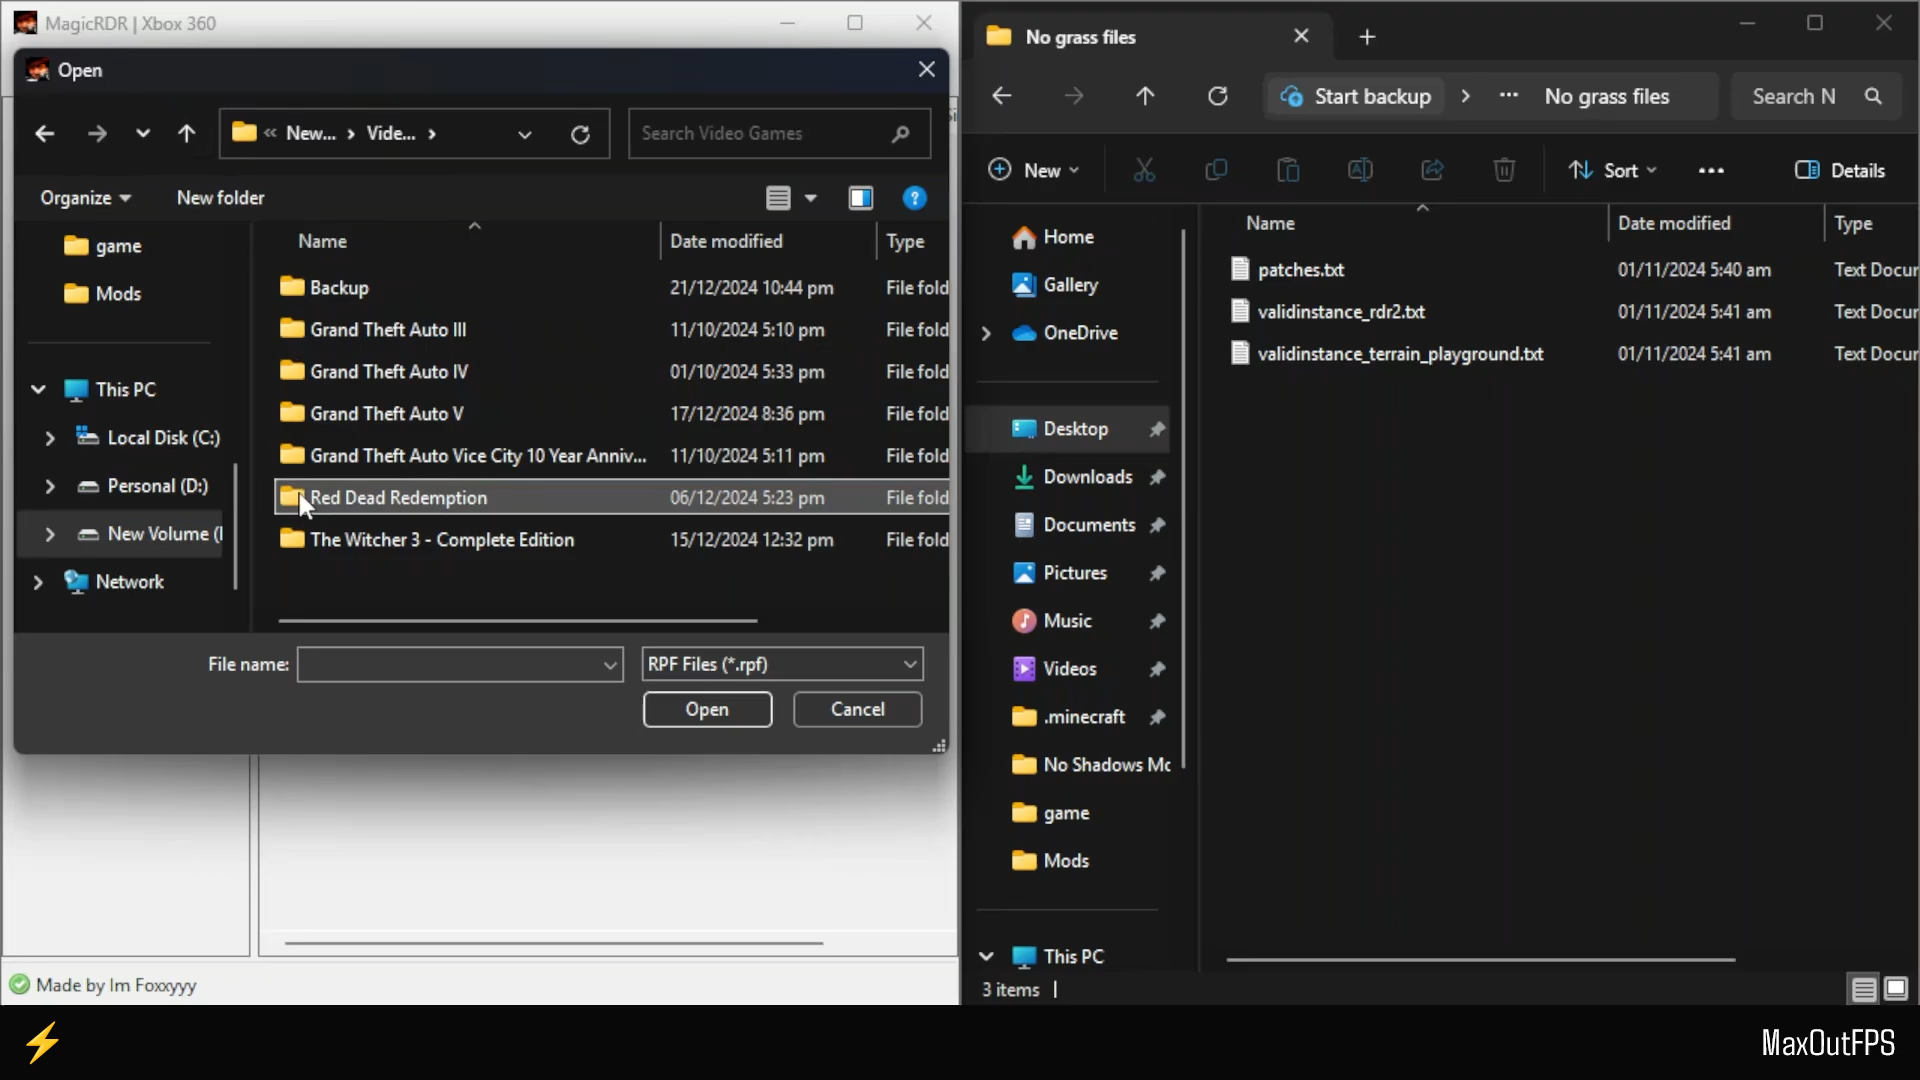 MagicRDR | Xbox 360
Open
« New... › Vide... ›
Search Video Games
Organize
New folder
Name
Date modified
Type
game
Mods
This PC
Local Disk (C:)
Personal (D:)
New Volume (
Network
Backup 21/12/2024 10:44 pm File fold
Grand Theft Auto III 11/10/2024 5:10 pm File fold
Grand Theft Auto IV 01/10/2024 5:33 pm File fold
Grand Theft Auto V 17/12/2024 8:36 pm File fold
Grand Theft Auto Vice City 10 Year Anniv... 11/10/2024 5:11 pm File fold
Red Dead Redemption 06/12/2024 5:23 pm File fold
The Witcher 3 - Complete Edition 15/12/2024 12:32 pm File fold
File name:
RPF Files (*.rpf)
Open
Cancel
Made by Im Foxxyyy
No grass files
Start backup › ··· No grass files
Search N
New
Sort
Details
Name
Date modified
Type
Home
Gallery
OneDrive
Desktop
Downloads
Documents
Pictures
Music
Videos
.minecraft
No Shadows Mc
game
Mods
This PC
patches.txt 01/11/2024 5:40 am Text Docur
validinstance_rdr2.txt 01/11/2024 5:41 am Text Docur
validinstance_terrain_playground.txt 01/11/2024 5:41 am Text Docur
3 items
MaxOutFPS